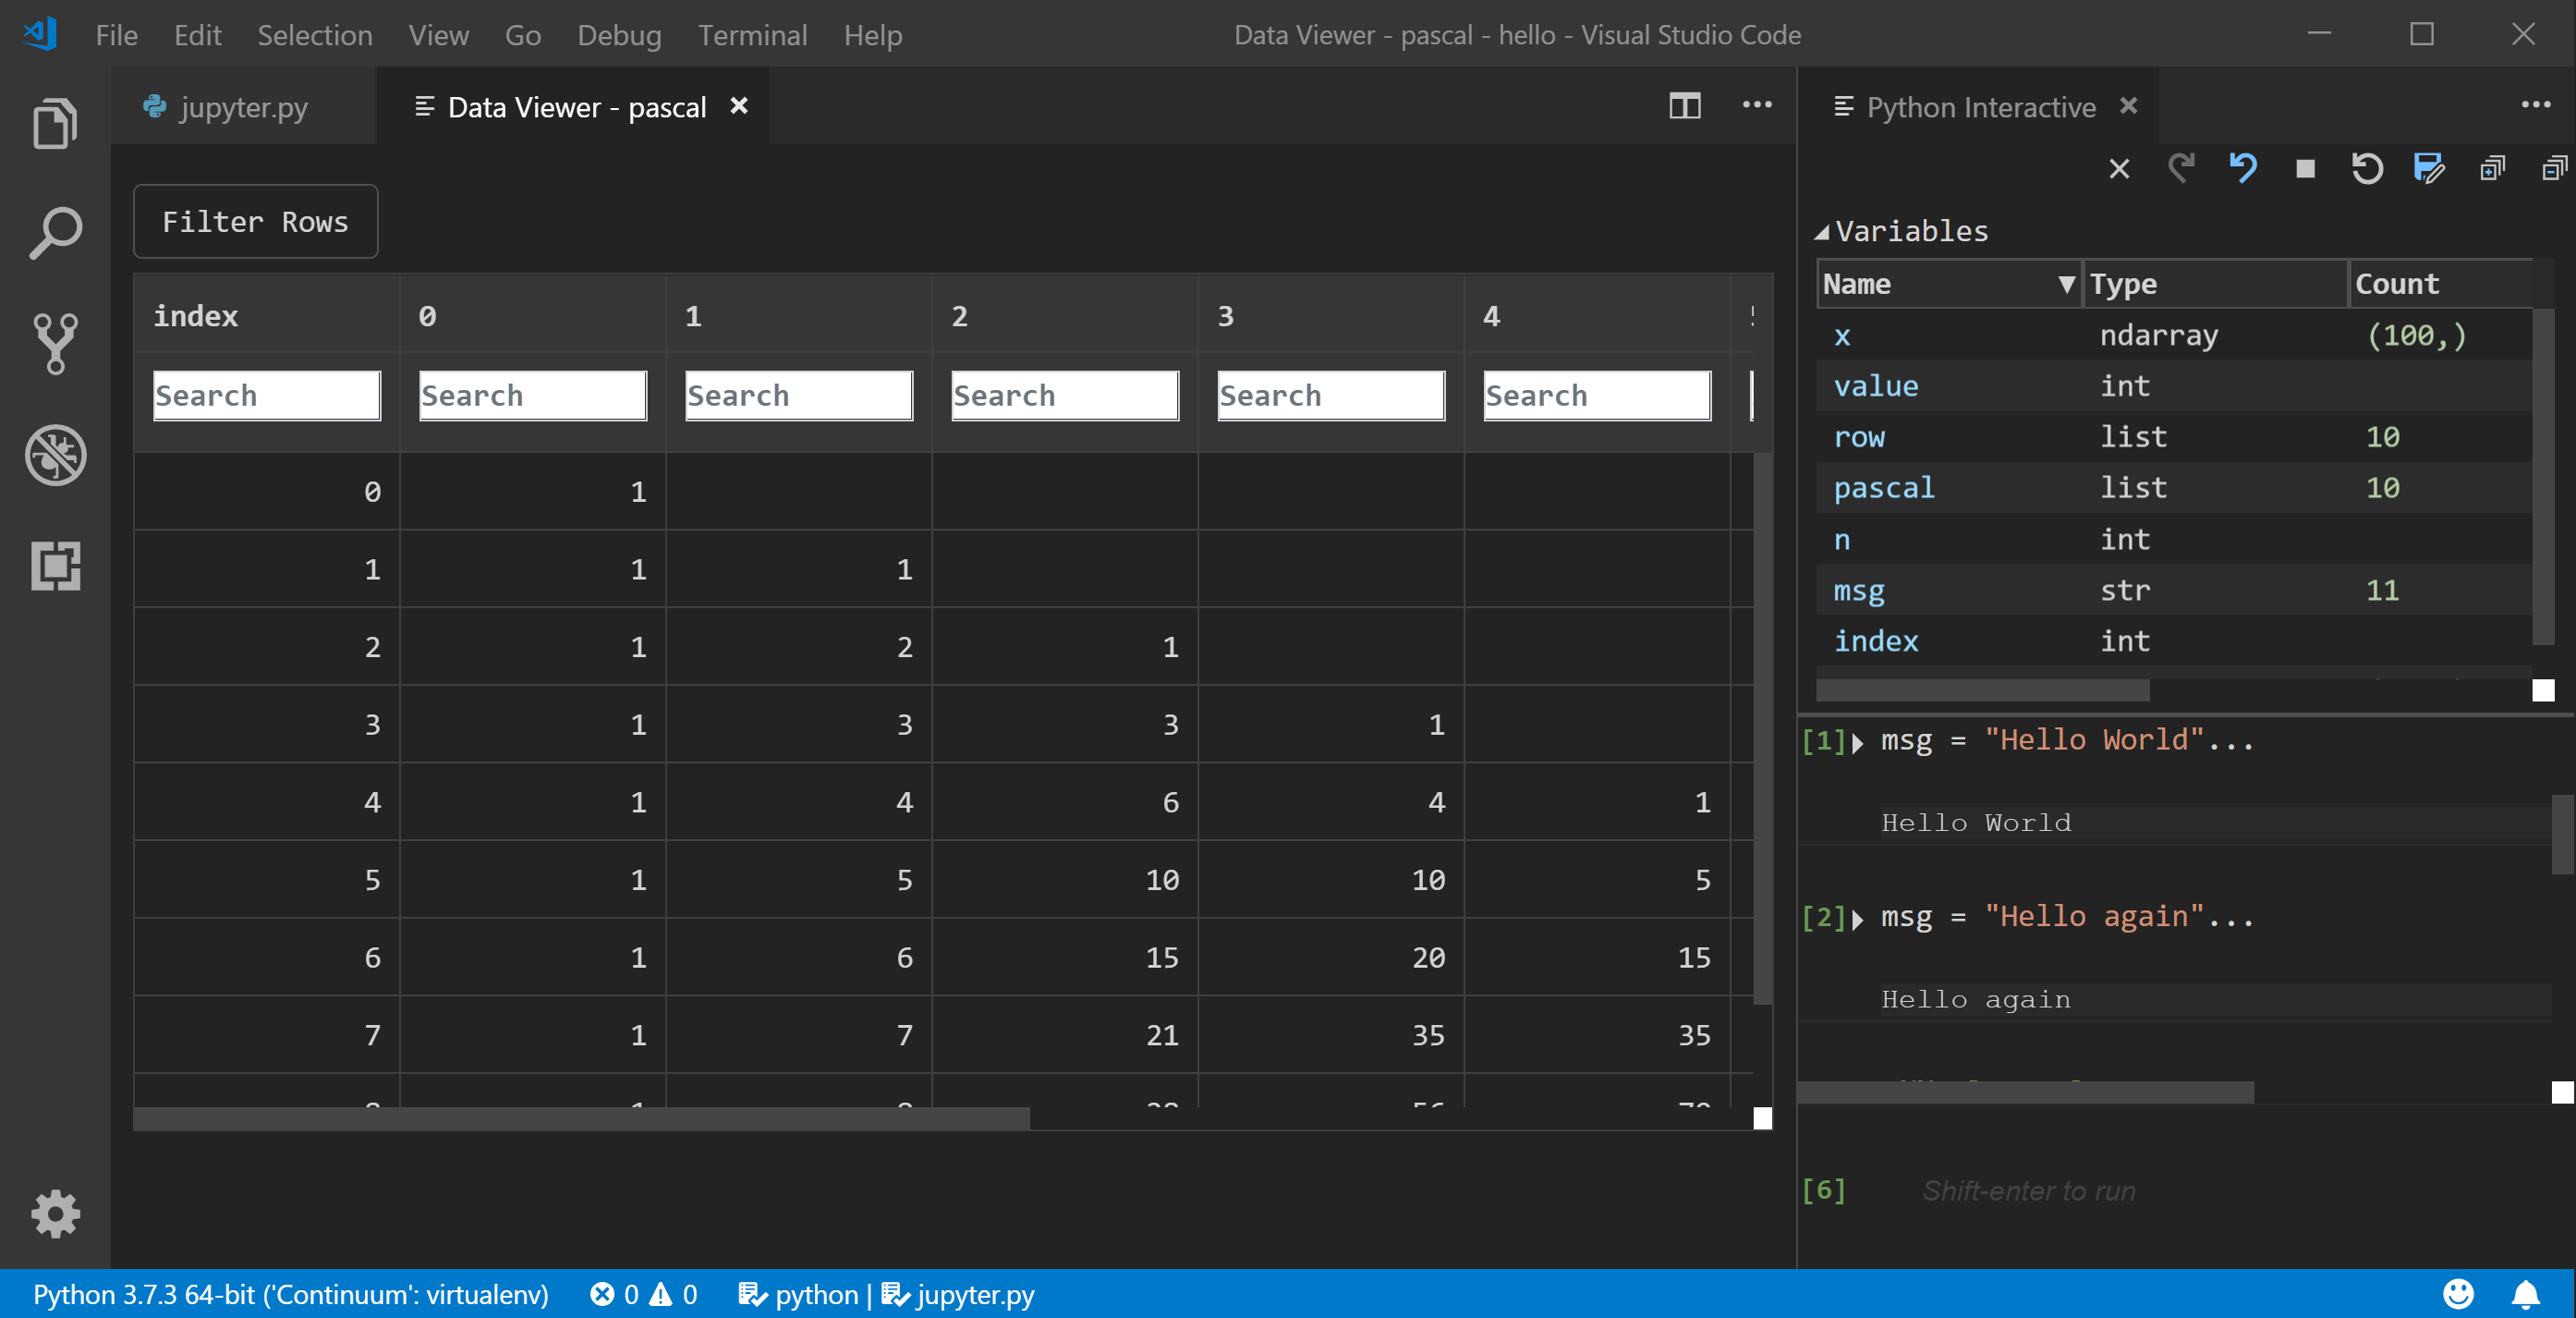 File Edit Selection View Go Debug Terminal Help Data Viewer - pascal - hello - Visual Studio Code
jupyter.py Data Viewer - pascal
Filter Rows
index 0 1 2 3 4
Search Search Search Search Search Search
0 1
1 1 1
2 1 2 1
3 1 3 3 1
4 1 4 6 4 1
5 1 5 10 10 5
6 1 6 15 20 15
7 1 7 21 35 35
Python Interactive
Variables
Name Type Count
x ndarray (100,)
value int
row list 10
pascal list 10
n int
msg str 11
index int
[1] msg = "Hello World"...
Hello World
[2] msg = "Hello again"...
Hello again
[6] Shift-enter to run
Python 3.7.3 64-bit ('Continuum': virtualenv) 0 0 python | jupyter.py